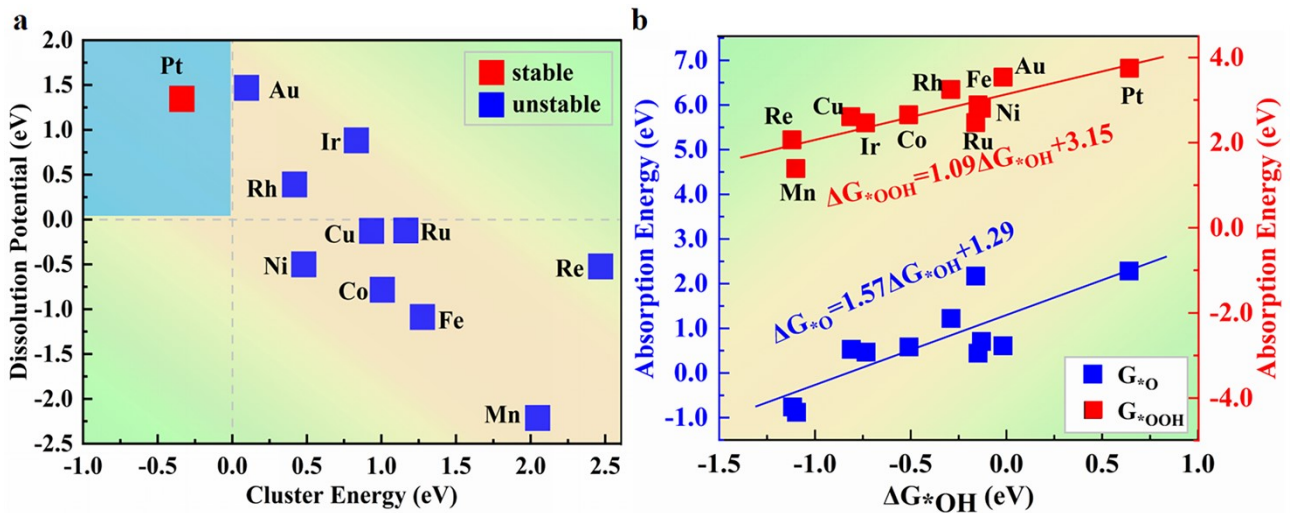 a
Dissolution Potential (eV)
2.0
1.5
1.0
0.5
0.0
-0.5
-1.0
-1.5
-2.0
-2.5
-1.0
-0.5
0.0
0.5
1.0
1.5
2.0
2.5
Cluster Energy (eV)
stable
unstable
Pt
Au
Ir
Rh
Cu
Ru
Ni
Re
Co
Fe
Mn
b
Absorption Energy (eV)
7.0
6.0
5.0
4.0
3.0
2.0
1.0
0.0
-1.0
Re
Cu
Rh
Fe
Au
Pt
Ir
Co
Ni
Ru
Mn
ΔG*OOH=1.09ΔG*OH+3.15
ΔG*O=1.57ΔG*OH+1.29
G*O
G*OOH
4.0
2.0
0.0
-2.0
-4.0
Absorption Energy (eV)
-1.5
-1.0
-0.5
0.0
0.5
1.0
ΔG*OH (eV)